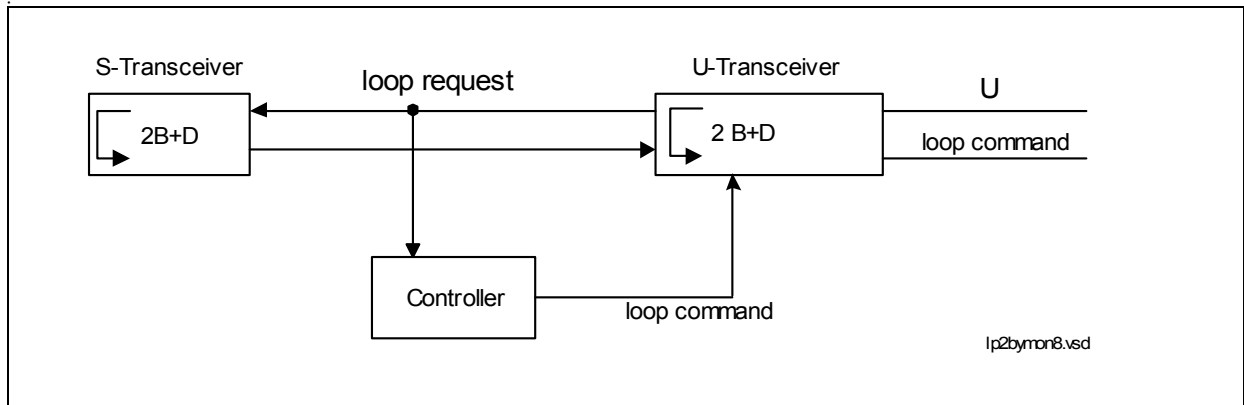 S-Transceiver
loop request
U-Transceiver
U
2B+D
2 B+D
loop command
Controller
loop command
lp2bymon8.vsd